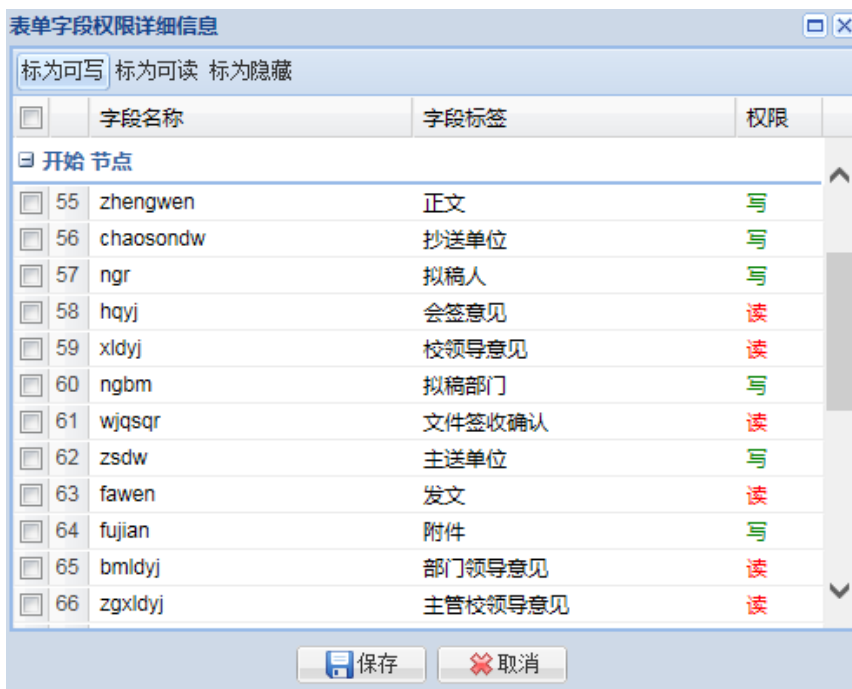 表单字段权限详细信息
标为可写 标为可读 标为隐藏
字段名称 字段标签 权限
开始 节点
55 zhengwen 正文 写
56 chaosondw 抄送单位 写
57 ngr 拟稿人 写
58 hqyj 会签意见 读
59 xldyj 校领导意见 读
60 ngbm 拟稿部门 写
61 wjqsqr 文件签收确认 读
62 zsdw 主送单位 写
63 fawen 发文 读
64 fujian 附件 写
65 bmldyj 部门领导意见 读
66 zgxldyj 主管校领导意见 读
保存 取消